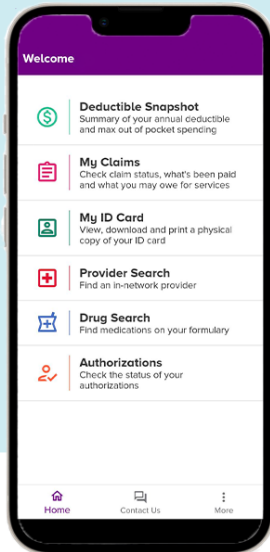 Welcome
Deductible Snapshot
Summary of your annual deductible
and max out of pocket spending
My Claims
Check claim status, what's been paid
and what you may owe for services
My ID Card
View, download and print a physical
copy of your ID card
Provider Search
Find an in-network provider
Drug Search
Find medications on your formulary
Authorizations
Check the status of your
authorizations
Home
Contact Us
More